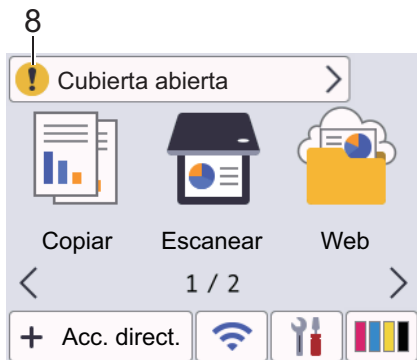 8
Cubierta abierta
Copiar Escanear Web
1 / 2
+ Acc. direct.